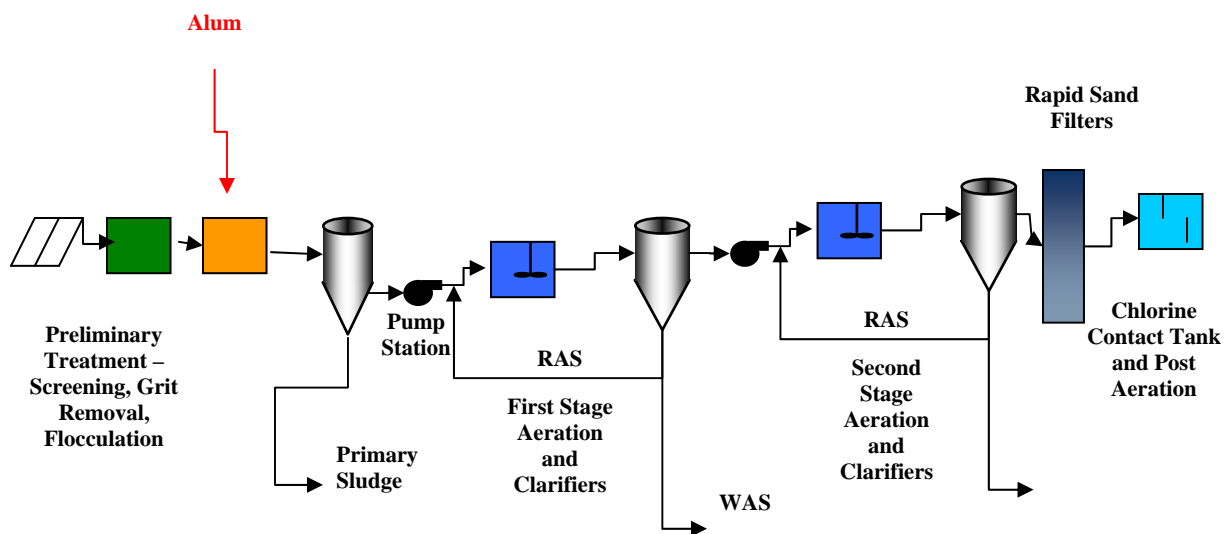 Alum
Rapid Sand
Filters
Preliminary
Treatment –
Screening, Grit
Removal,
Flocculation
Primary
Sludge
Pump
Station
RAS
First Stage
Aeration
and
Clarifiers
WAS
RAS
Second
Stage
Aeration
and
Clarifiers
Chlorine
Contact Tank
and Post
Aeration